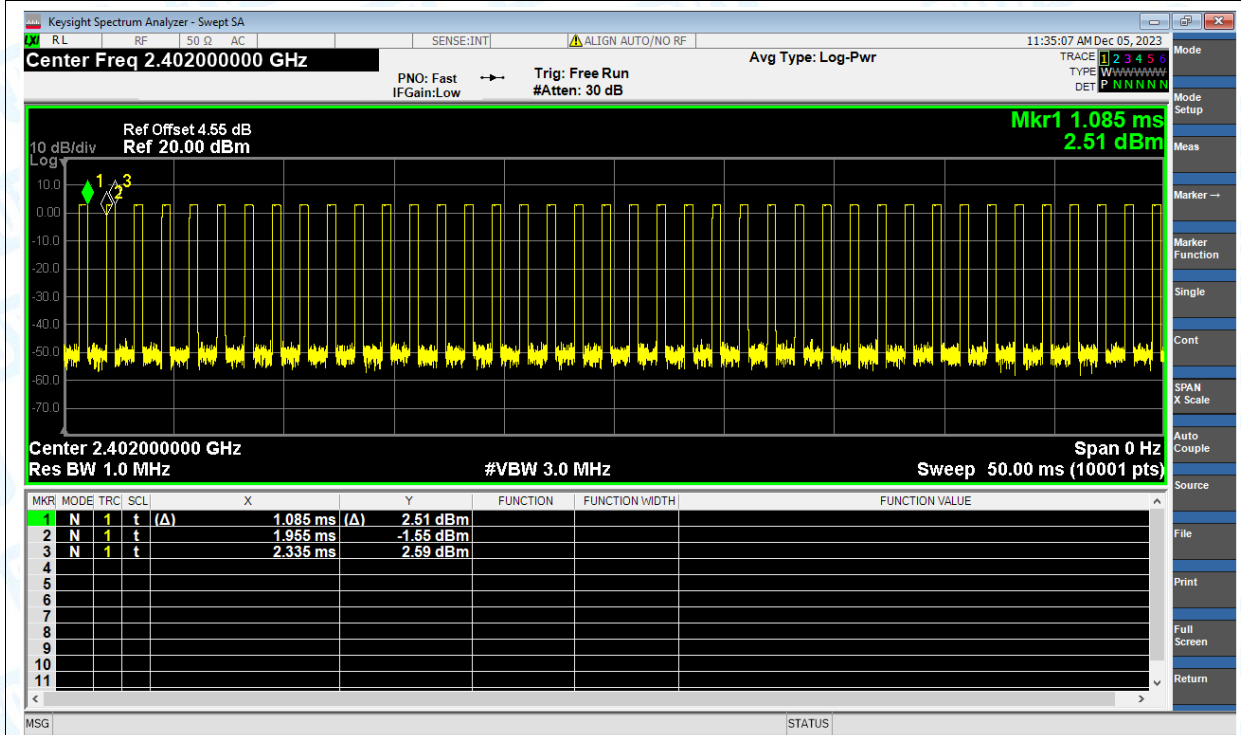 Keysight Spectrum Analyzer - Swept SA
LXI RL RF 50 Ω AC SENSE:INT ALIGN AUTO/NO RF 11:35:07 AM Dec 05, 2023
Center Freq 2.402000000 GHz
Avg Type: Log-Pwr
TRACE 1 2 3 4 5 6
PNO: Fast Trig: Free Run
TYPE WWWWWW
IFGain:Low #Atten: 30 dB
DET P N N N N N
Mkr1 1.085 ms
2.51 dBm
Ref Offset 4.55 dB
10 dB/div Ref 20.00 dBm
Log
1
2
3
10.0
0.00
-10.0
-20.0
-30.0
-40.0
-50.0
-60.0
-70.0
Center 2.402000000 GHz Span 0 Hz
Res BW 1.0 MHz #VBW 3.0 MHz Sweep 50.00 ms (10001 pts)
MKR MODE TRC SCL X Y FUNCTION FUNCTION WIDTH FUNCTION VALUE
1 N 1 t (Δ) 1.085 ms (Δ) 2.51 dBm
2 N 1 t 1.955 ms -1.55 dBm
3 N 1 t 2.335 ms 2.59 dBm
4
5
6
7
8
9
10
11
MSG STATUS
Mode
Mode
Setup
Meas
Marker →
Marker
Function
Single
Cont
SPAN
X Scale
Auto
Couple
Source
File
Print
Full
Screen
Return